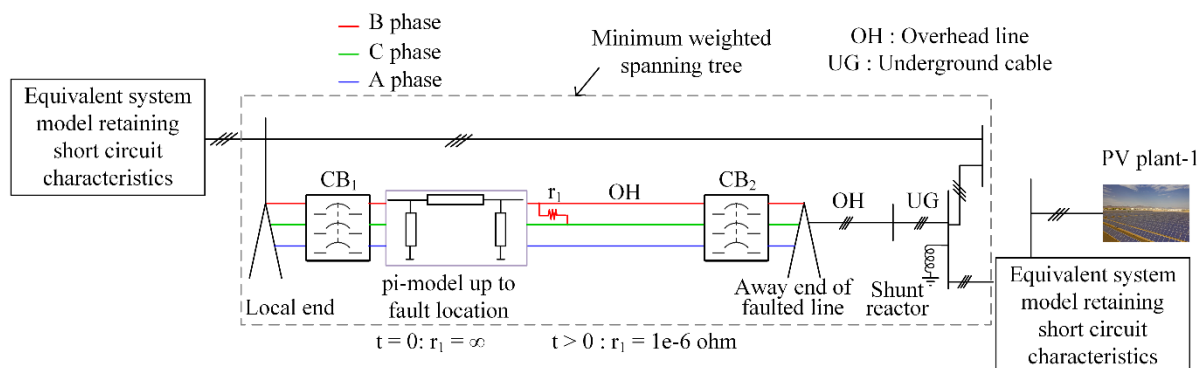 B phase
C phase
A phase
Minimum weighted
spanning tree
OH : Overhead line
UG : Underground cable
Equivalent system
model retaining
short circuit
characteristics
PV plant-1
CB1
r1
OH
CB2
OH
UG
Local end
pi-model up to
fault location
Away end of
faulted line
Shunt
reactor
Equivalent system
model retaining
short circuit
characteristics
t = 0: r1 = ∞
t > 0 : r1 = 1e-6 ohm